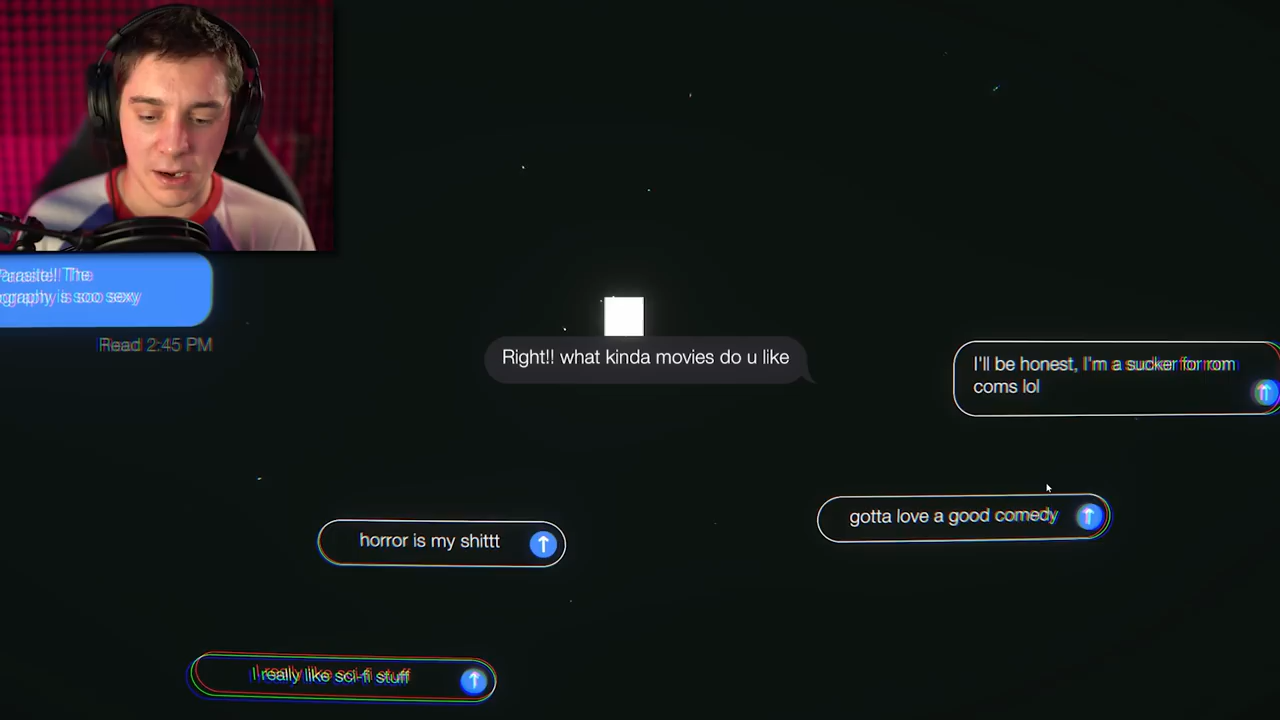 Parasite!! The
graphy is soo sexy
Read 2:45 PM
Right!! what kinda movies do u like
I'll be honest, I'm a sucker for rom
coms lol
gotta love a good comedy
horror is my shittt
I really like sci-fi stuff